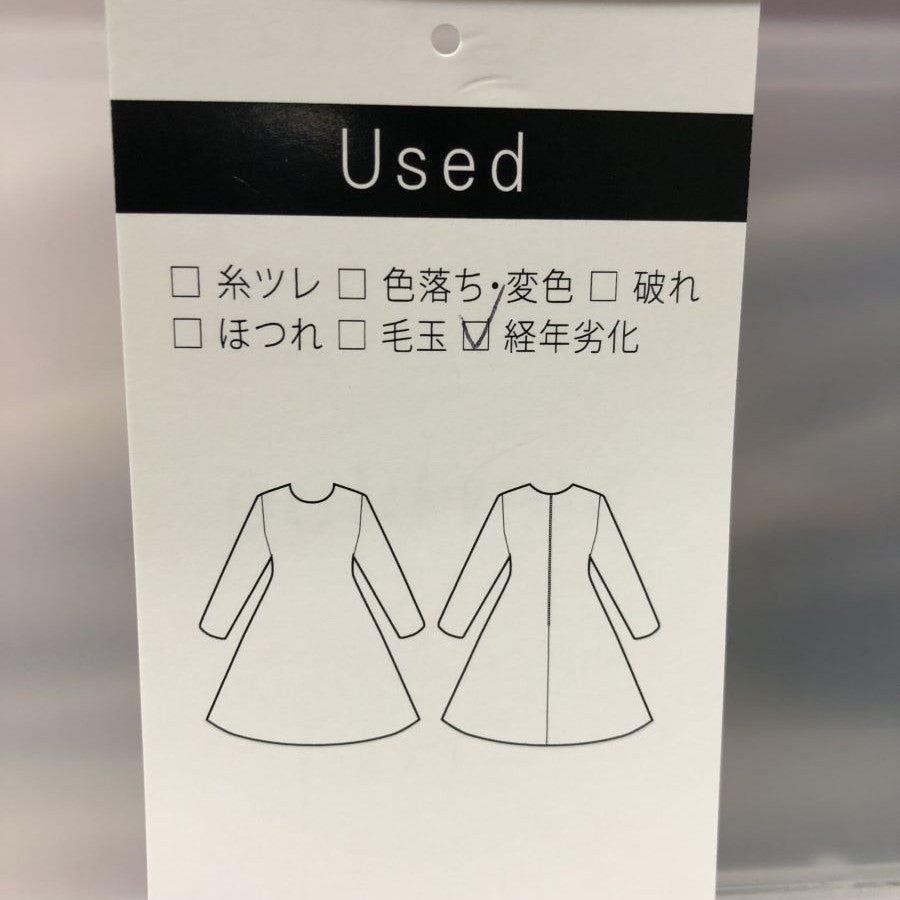 Used
□ 糸ツレ □ 色落ち・変色 □ 破れ
□ ほつれ □ 毛玉 ☑ 経年劣化